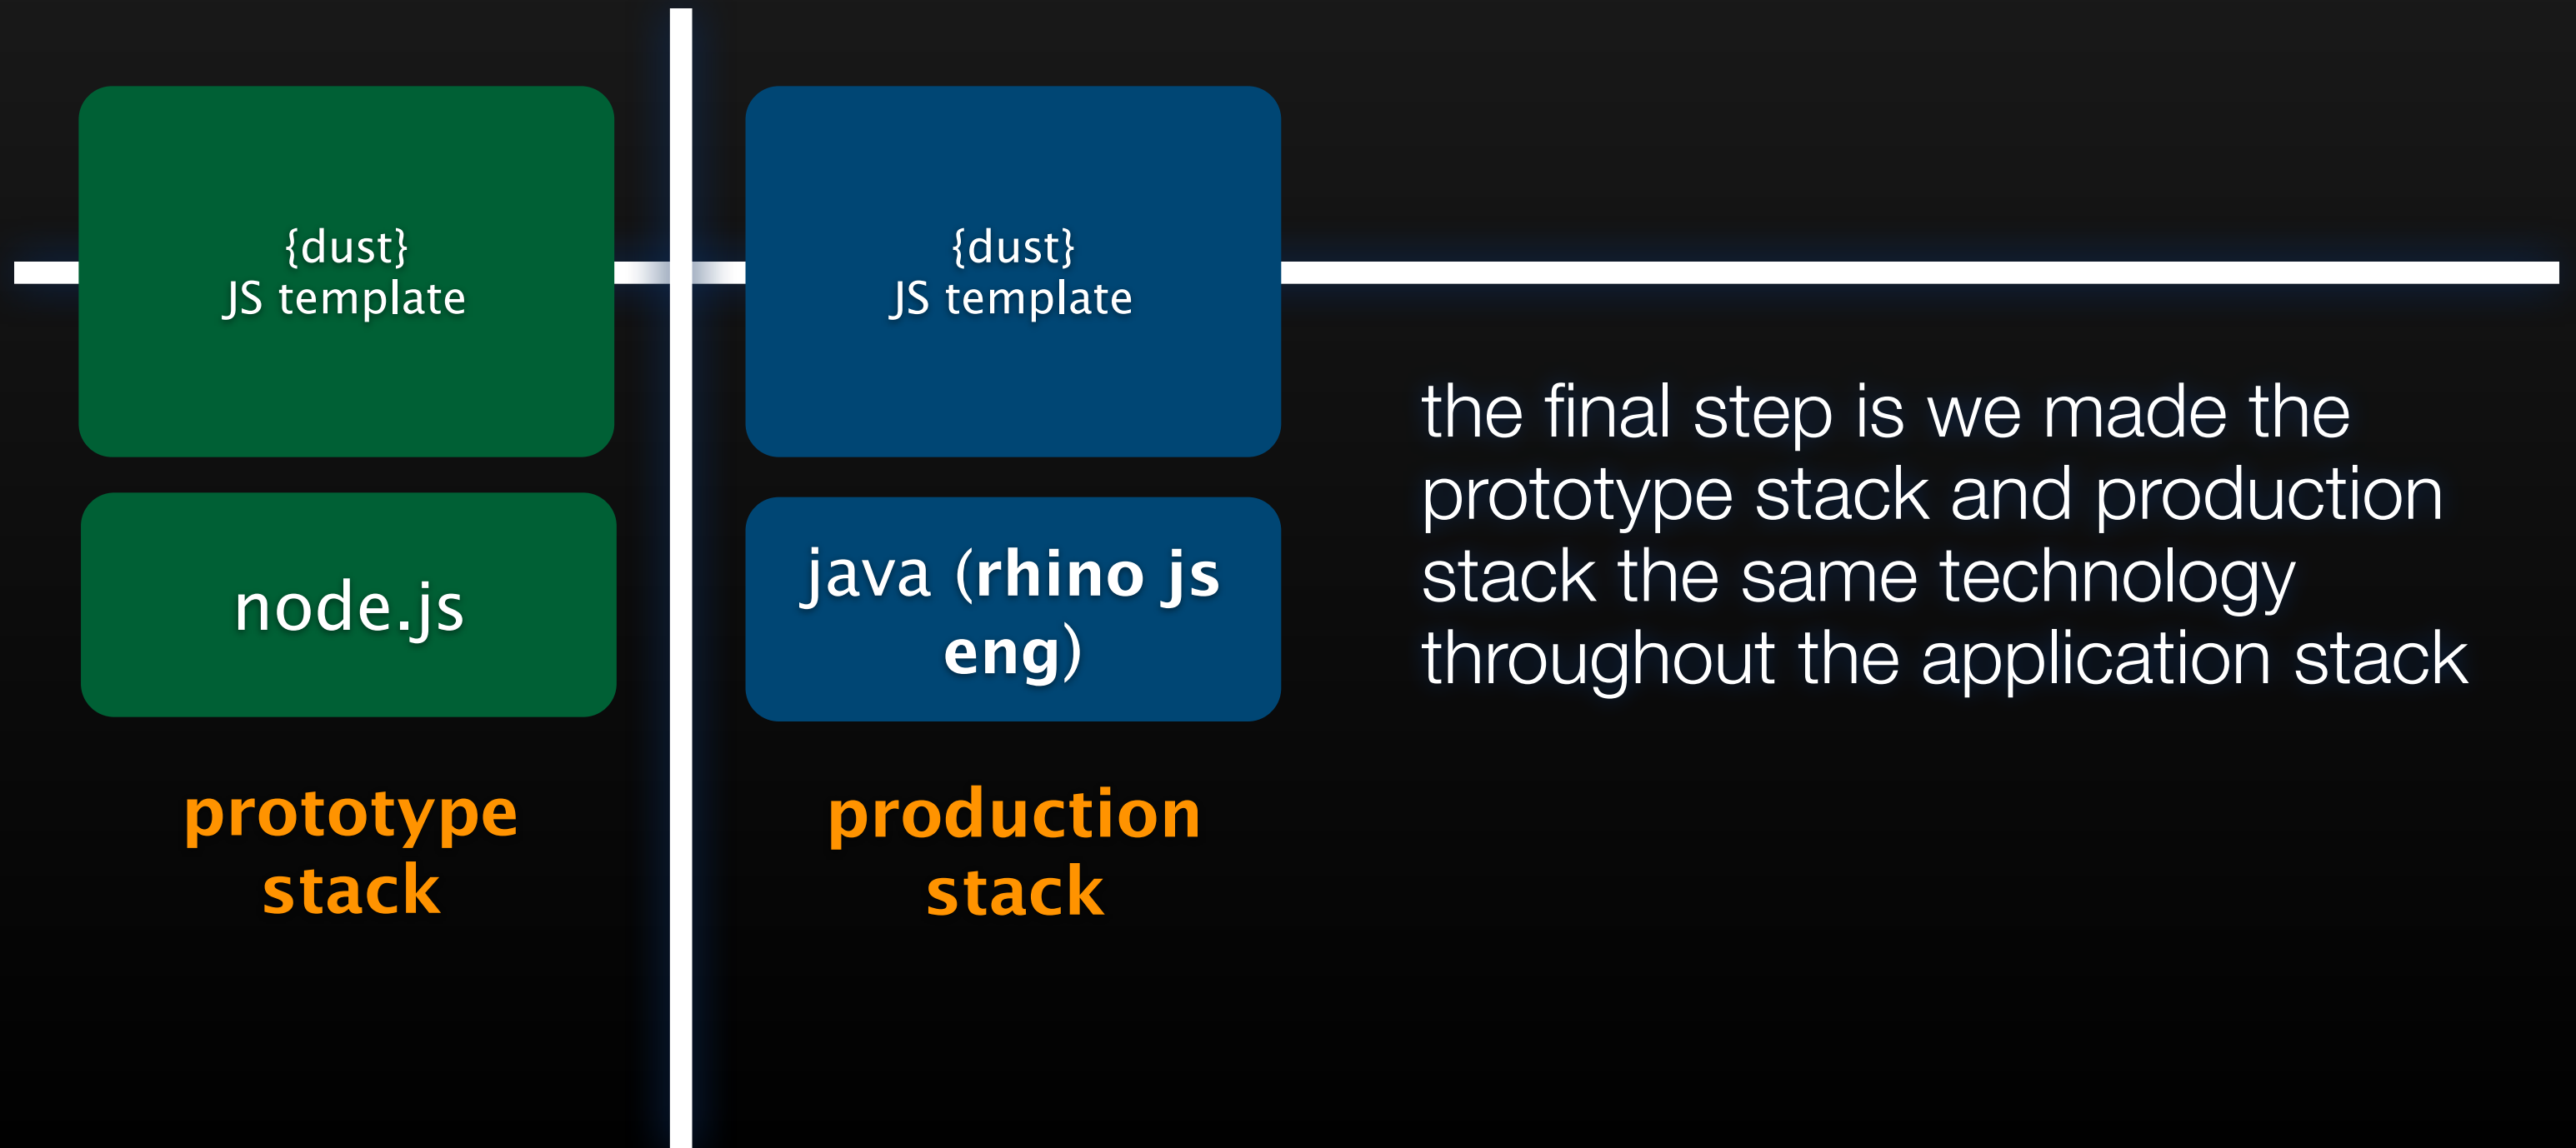 {dust}
JS template
node.js
prototype
stack
{dust}
JS template
java (rhino js
eng)
production
stack
the final step is we made the
prototype stack and production
stack the same technology
throughout the application stack